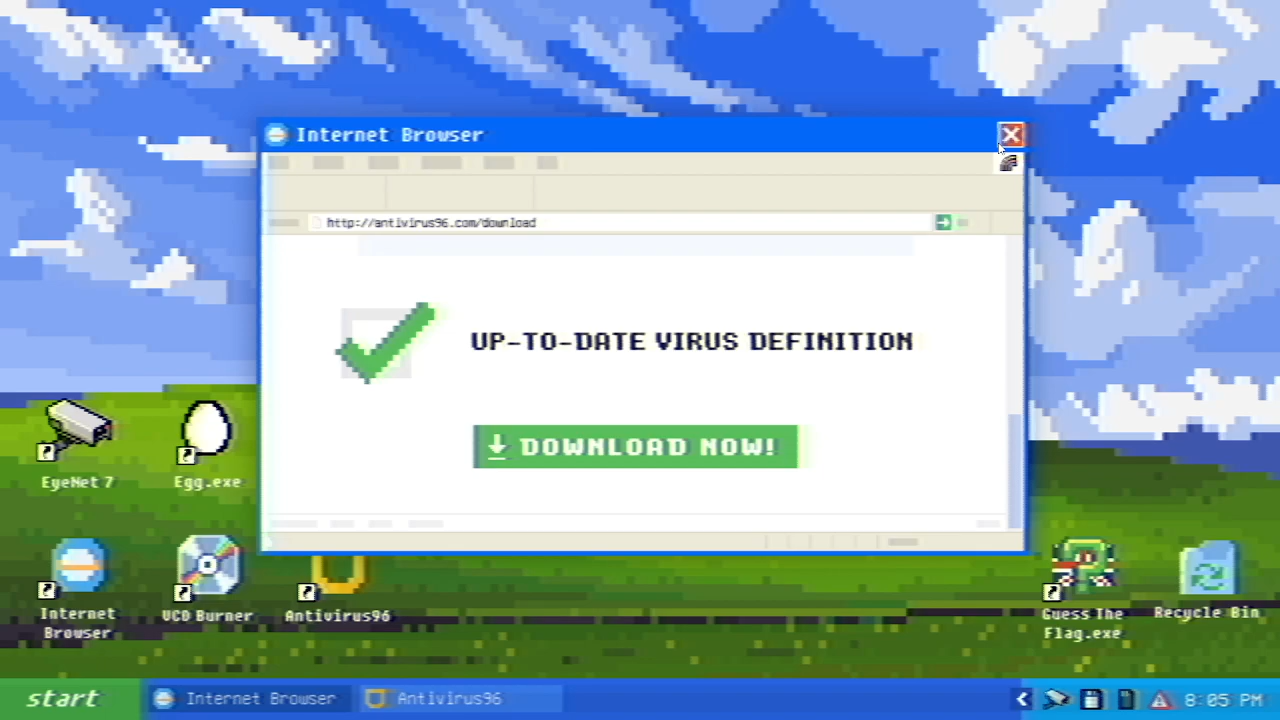 Internet Browser
http://antivirus96.com/download
UP-TO-DATE VIRUS DEFINITION
DOWNLOAD NOW!
EyeNet 7
Egg.exe
Internet
Browser
VCD Burner
Antivirus96
Guess The
Flag.exe
Recycle Bin
start
Internet Browser
Antivirus96
8:05 PM